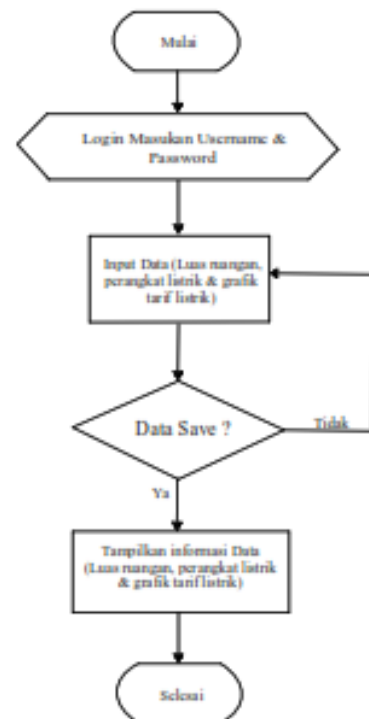 Mulai
Login Masukan Username &
Password
Input Data (Luas ruangan,
perangkat listrik & grafik
tarif listrik)
Data Save ?
Tidak
Ya
Tampilkan informasi Data
(Luas ruangan, perangkat listrik
& grafik tarif listrik)
Selesai